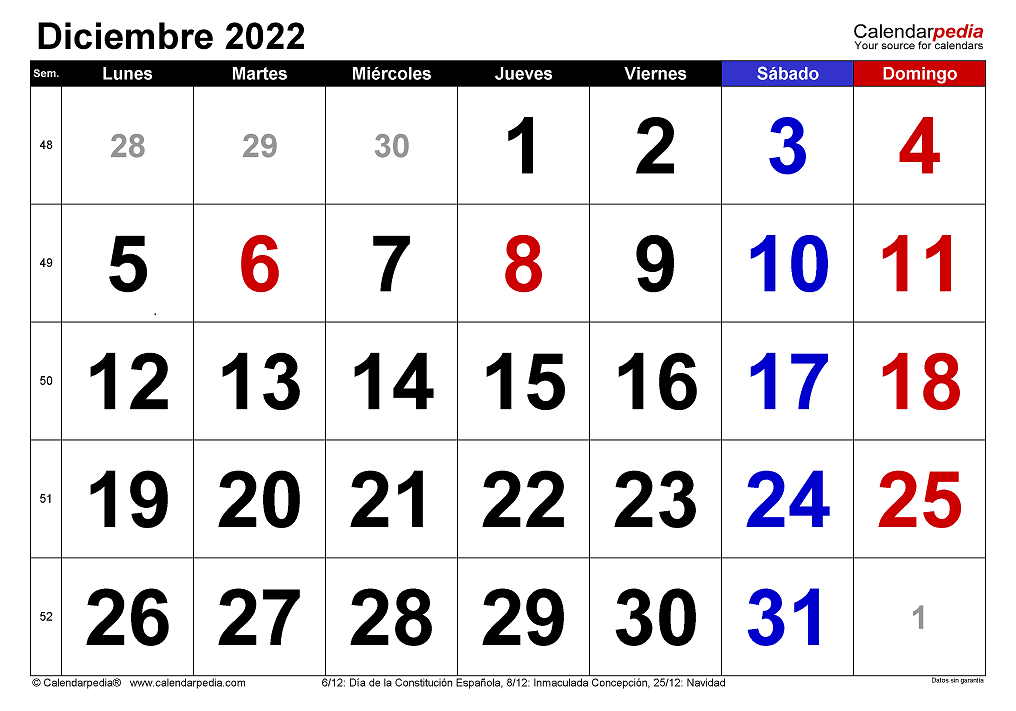 Diciembre 2022
Calendarpedia
Your source for calendars
Sem. Lunes Martes Miércoles Jueves Viernes Sábado Domingo
48 28 29 30 1 2 3 4
49 5 6 7 8 9 10 11
50 12 13 14 15 16 17 18
51 19 20 21 22 23 24 25
52 26 27 28 29 30 31 1
© Calendarpedia® www.calendarpedia.com 6/12: Día de la Constitución Española, 8/12: Inmaculada Concepción, 25/12: Navidad Datos sin garantía